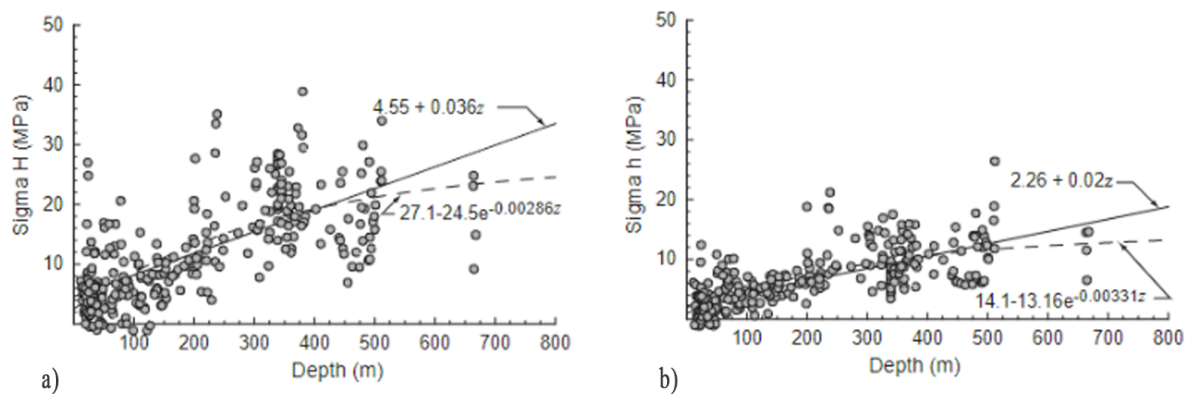 50
40
30
20
10
Sigma H (MPa)
4.55 + 0.036z
27.1-24.5e-0.00286z
100 200 300 400 500 600 700 800
Depth (m)
a)
50
40
30
20
10
Sigma h (MPa)
2.26 + 0.02z
14.1-13.16e-0.00331z
100 200 300 400 500 600 700 800
Depth (m)
b)